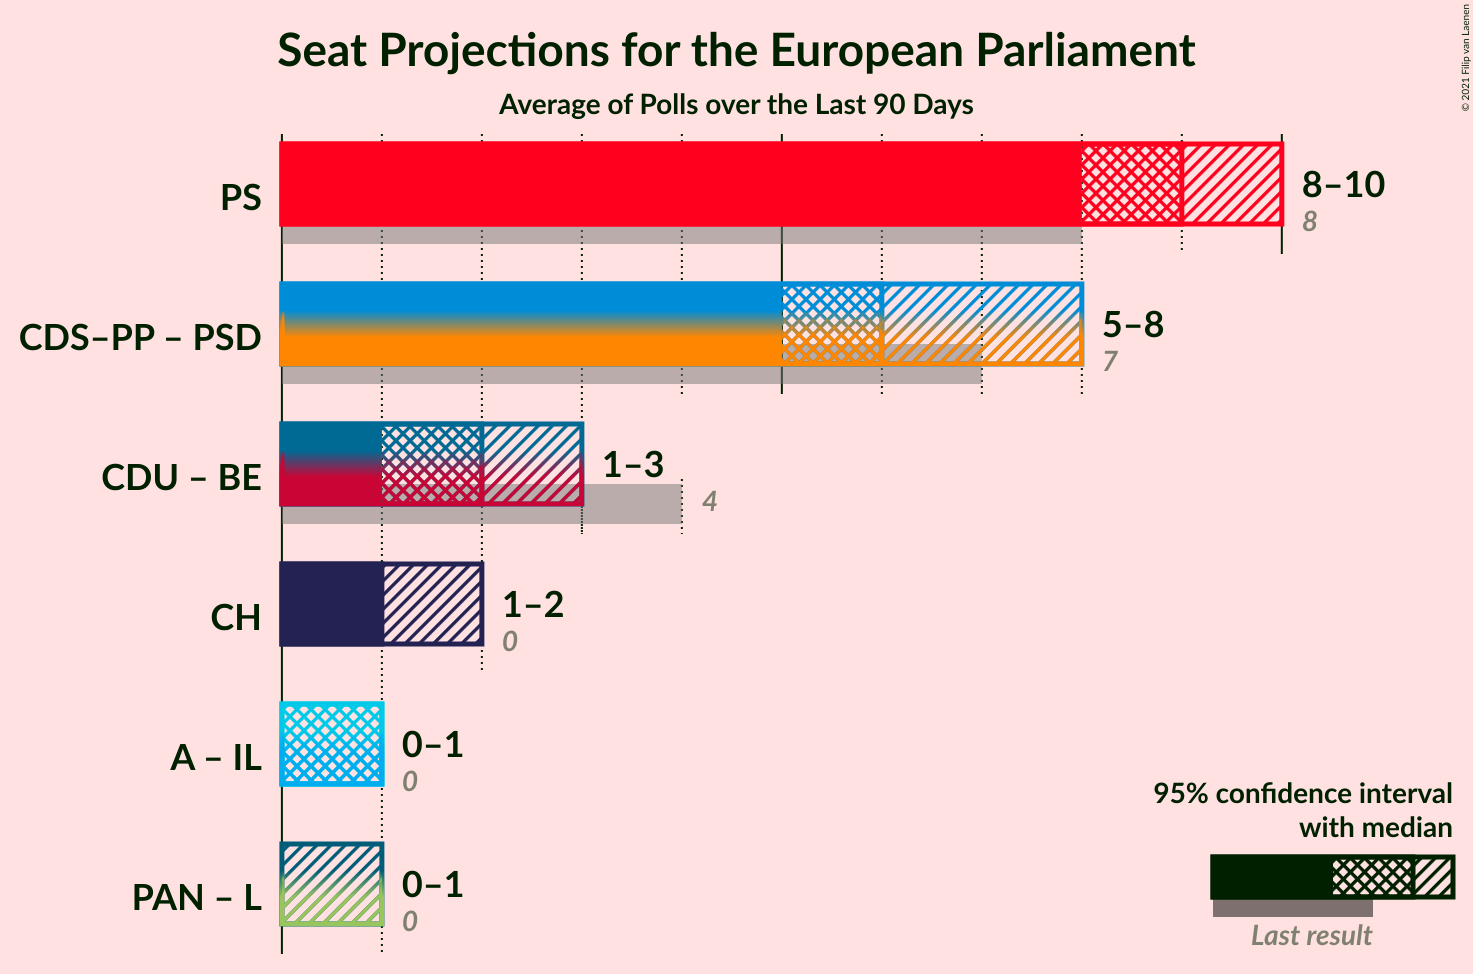 Seat Projections for the European Parliament
Average of Polls over the Last 90 Days
© 2021 Filip van Laenen
PS
8–10
8
CDS–PP – PSD
5–8
7
CDU – BE
1–3
4
CH
1–2
0
A – IL
0–1
0
PAN – L
0–1
0
95% confidence interval
with median
Last result